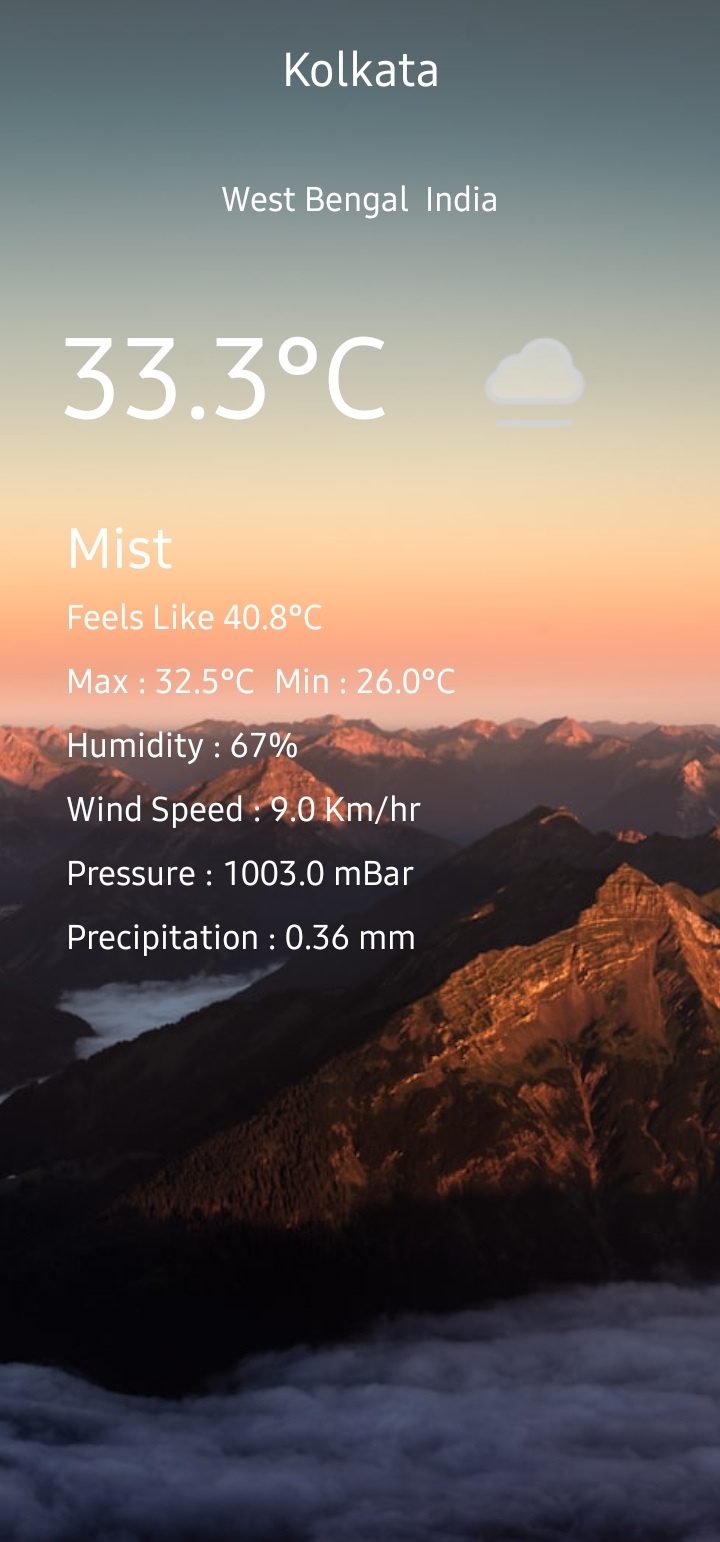 Kolkata
West Bengal  India
33.3°C
Mist
Feels Like 40.8°C
Max : 32.5°C  Min : 26.0°C
Humidity : 67%
Wind Speed : 9.0 Km/hr
Pressure : 1003.0 mBar
Precipitation : 0.36 mm